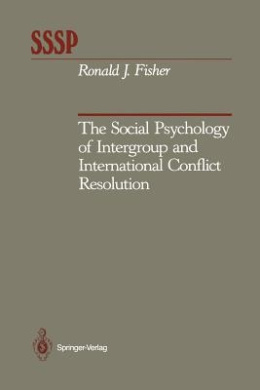 SSSP
Ronald J. Fisher
The Social Psychology
of Intergroup and
International Conflict
Resolution
Springer-Verlag